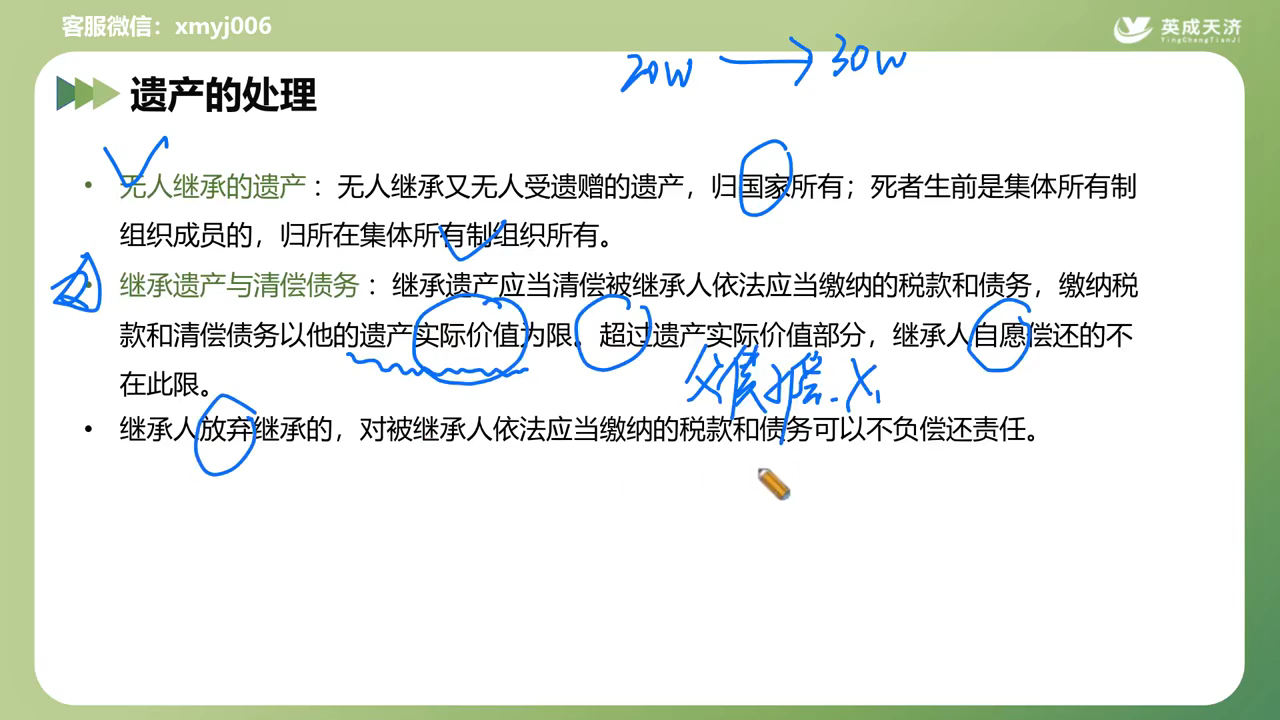 客服微信：xmyj006
英成天济
YingChengTianJi
20W → 30W
遗产的处理
• 无人继承的遗产：无人继承又无人受遗赠的遗产，归国家所有；死者生前是集体所有制
组织成员的，归所在集体所有制组织所有。
• 继承遗产与清偿债务：继承遗产应当清偿被继承人依法应当缴纳的税款和债务，缴纳税
款和清偿债务以他的遗产实际价值为限。超过遗产实际价值部分，继承人自愿偿还的不
在此限。
父债子偿.X
• 继承人放弃继承的，对被继承人依法应当缴纳的税款和债务可以不负偿还责任。